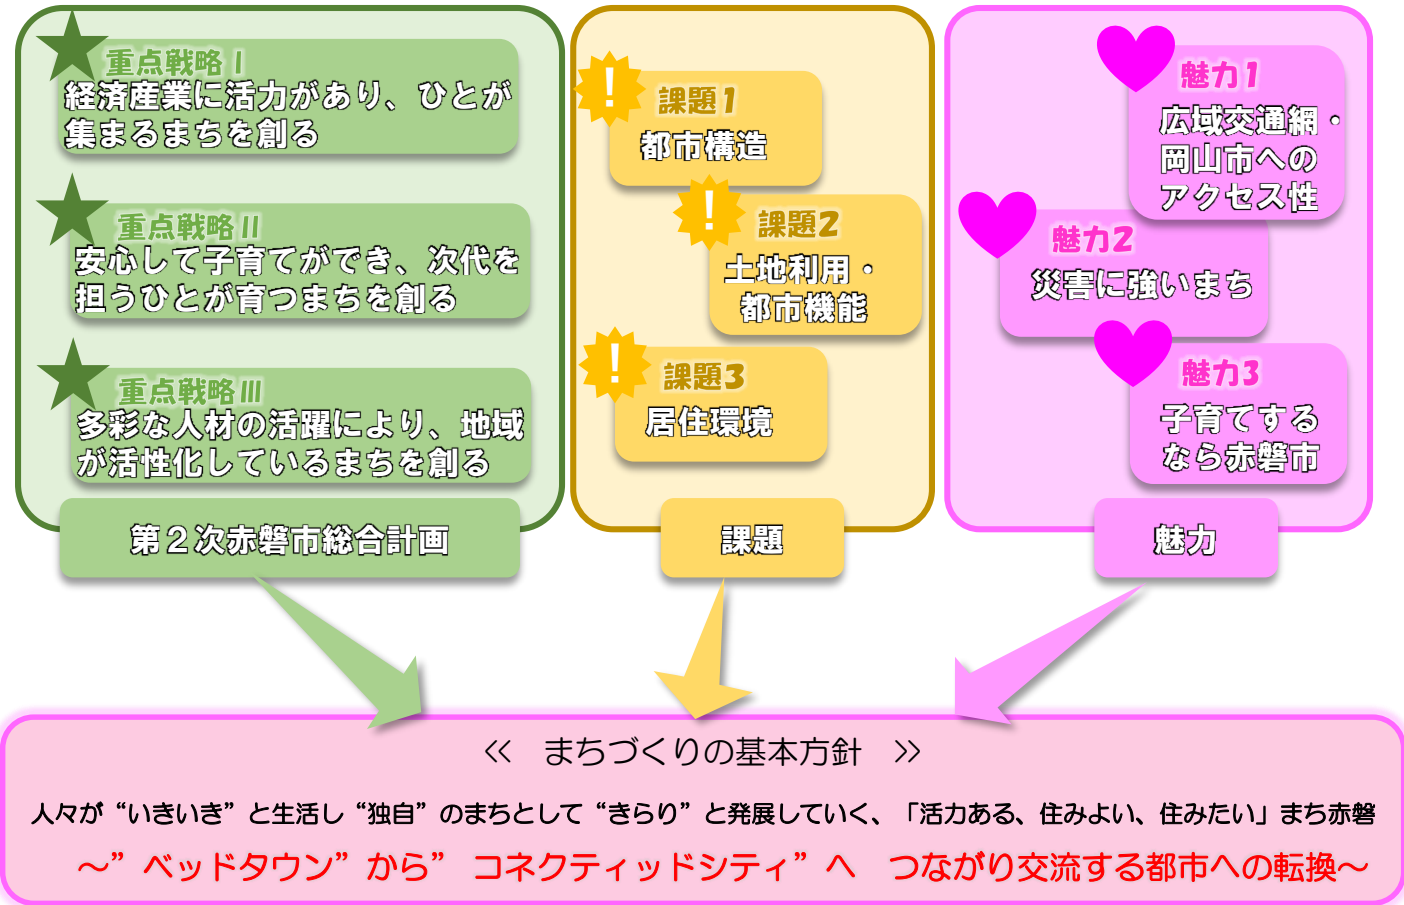 重点戦略Ⅰ
経済産業に活力があり、ひとが
集まるまちを創る
重点戦略Ⅱ
安心して子育てができ、次代を
担うひとが育つまちを創る
重点戦略Ⅲ
多彩な人材の活躍により、地域
が活性化しているまちを創る
第２次赤磐市総合計画
!
課題1
都市構造
!
課題2
土地利用・
都市機能
!
課題3
居住環境
課題
魅力1
広域交通網・
岡山市への
アクセス性
魅力2
災害に強いまち
魅力3
子育てする
なら赤磐市
魅力
≪　まちづくりの基本方針　≫
人々が“いきいき”と生活し“独自”のまちとして“きらり”と発展していく、「活力ある、住みよい、住みたい」まち赤磐
～”ベッドタウン”から” コネクティッドシティ”へ　つながり交流する都市への転換～